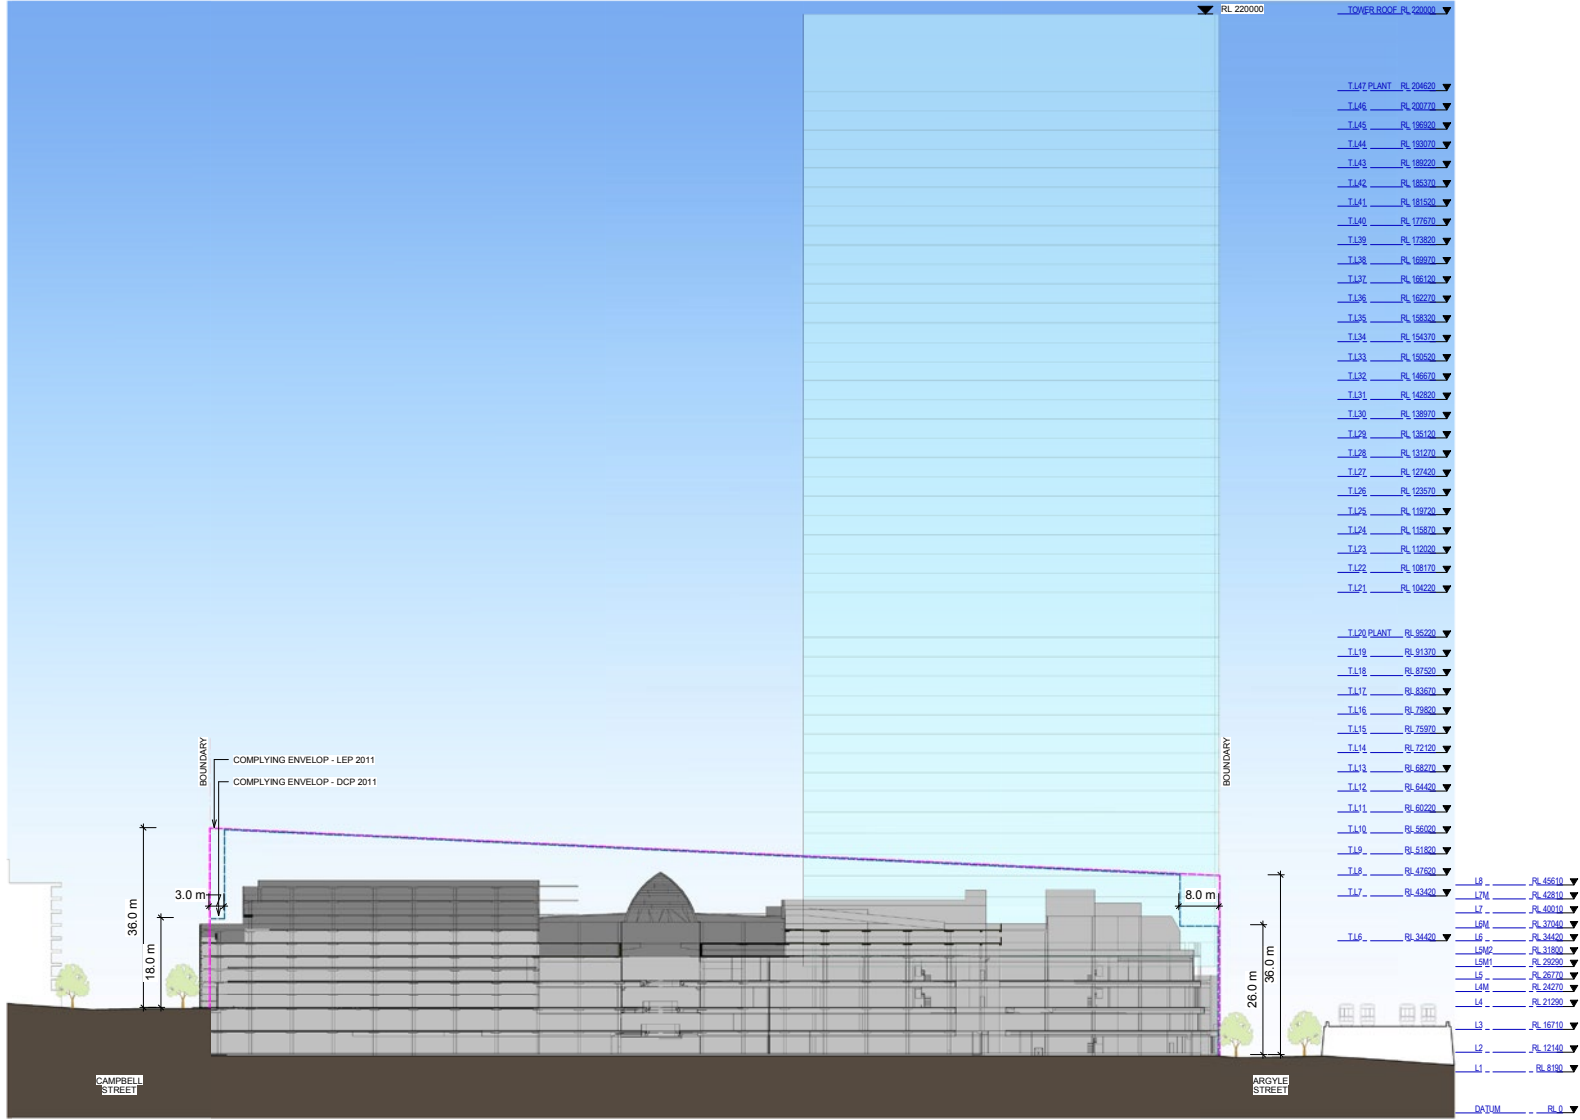 RL 220000
TOWER ROOF RL 220000
T.L47 PLANT RL 204620
T.L46 RL 200770
T.L45 RL 196920
T.L44 RL 193070
T.L43 RL 189220
T.L42 RL 185370
T.L41 RL 181520
T.L40 RL 177670
T.L39 RL 173820
T.L38 RL 169970
T.L37 RL 166120
T.L36 RL 162270
T.L35 RL 158320
T.L34 RL 154370
T.L33 RL 150520
T.L32 RL 146670
T.L31 RL 142820
T.L30 RL 138970
T.L29 RL 135120
T.L28 RL 131270
T.L27 RL 127420
T.L26 RL 123570
T.L25 RL 119720
T.L24 RL 115870
T.L23 RL 112020
T.L22 RL 108170
T.L21 RL 104220
T.L20 PLANT RL 95220
T.L19 RL 91370
T.L18 RL 87520
T.L17 RL 83670
T.L16 RL 79820
T.L15 RL 75970
T.L14 RL 72120
T.L13 RL 68270
T.L12 RL 64420
T.L11 RL 60220
T.L10 RL 56020
T.L9 RL 51820
T.L8 RL 47620
T.L7 RL 43420
T.L6 RL 34420
L8 RL 45610
L7M RL 42810
L7 RL 40010
L6M RL 37040
L6 RL 34420
L5M2 RL 31800
L5M1 RL 29290
L5 RL 26770
L4M RL 24270
L4 RL 21290
L3 RL 16710
L2 RL 12140
L1 RL 8190
DATUM RL 0
BOUNDARY
COMPLYING ENVELOP - LEP 2011
COMPLYING ENVELOP - DCP 2011
BOUNDARY
3.0 m
36.0 m
18.0 m
8.0 m
26.0 m
36.0 m
CAMPBELL
STREET
ARGYLE
STREET